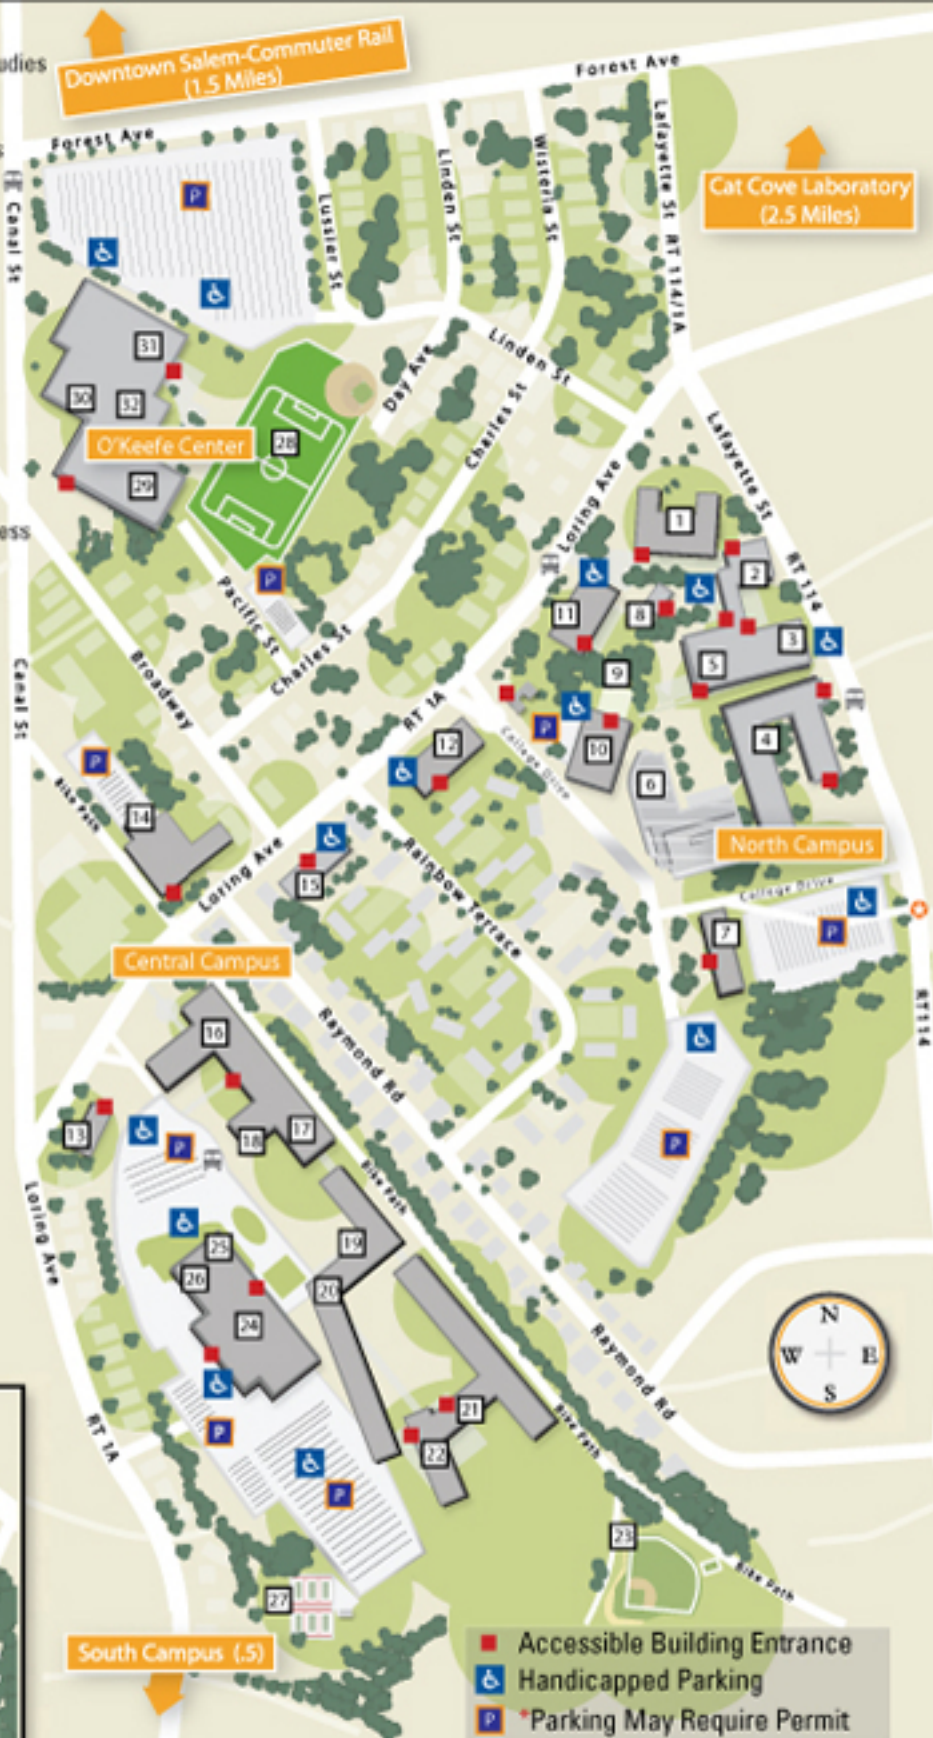 udies
Downtown Salem-Commuter Rail
(1.5 Miles)
Forest Ave
Forest Ave
Canal St
P
Lussier St
Linden St
Wisteria St
Lafayette St RT 114/1A
Cat Cove Laboratory
(2.5 Miles)
31
30
32
O'Keefe Center
29
28
Day Ave
Linden St
Charles St
Loring Ave
Lafayette St
ess
P
Pacific St
Charles St
1
2
RT 114
11
8
3
5
9
Canal St
Broadway
RT 1A
P
College Drive
10
4
12
6
P
14
Bike Path
North Campus
Loring Ave
15
Rainbow Terrace
College Drive
P
7
Central Campus
RT114
16
Raymond Rd
13
P
18
17
P
Bike Path
Loring Ave
25
19
26
20
24
N
W
E
S
Raymond Rd
RT 1A
P
21
22
Bike Path
P
23
27
Bike Path
South Campus (.5)
Accessible Building Entrance
Handicapped Parking
P *Parking May Require Permit